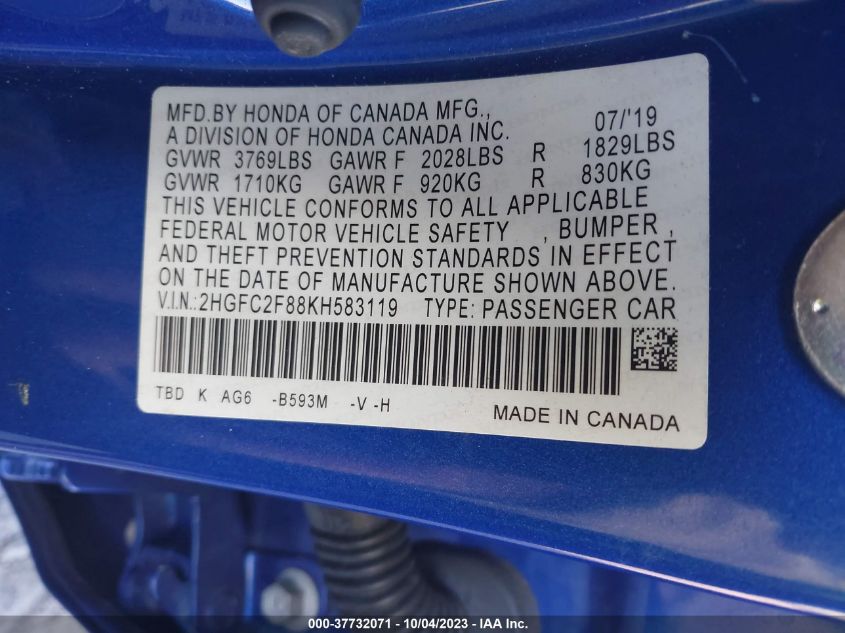 MFD.BY HONDA OF CANADA MFG.,
A DIVISION OF HONDA CANADA INC. 07/'19
GVWR 3769LBS GAWR F 2028LBS R 1829LBS
GVWR 1710KG GAWR F 920KG R 830KG
THIS VEHICLE CONFORMS TO ALL APPLICABLE
FEDERAL MOTOR VEHICLE SAFETY , BUMPER ,
AND THEFT PREVENTION STANDARDS IN EFFECT
ON THE DATE OF MANUFACTURE SHOWN ABOVE.
V.I.N.:2HGFC2F88KH583119 TYPE: PASSENGER CAR
TBD K AG6 -B593M -V -H
MADE IN CANADA
000-37732071 - 10/04/2023 - IAA Inc.